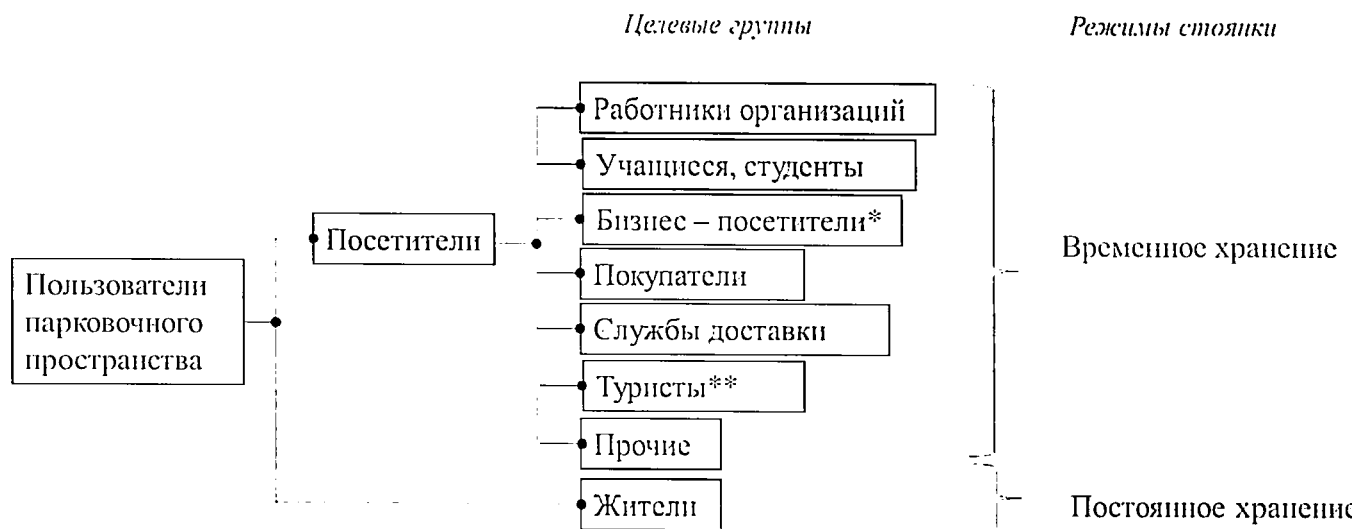 Целевые группы
Режимы стоянки
Работники организаций
Учащиеся, студенты
Бизнес – посетители*
Посетители
Покупатели
Временное хранение
Пользователи
парковочного
пространства
Службы доставки
Туристы**
Прочие
Жители
Постоянное хранение